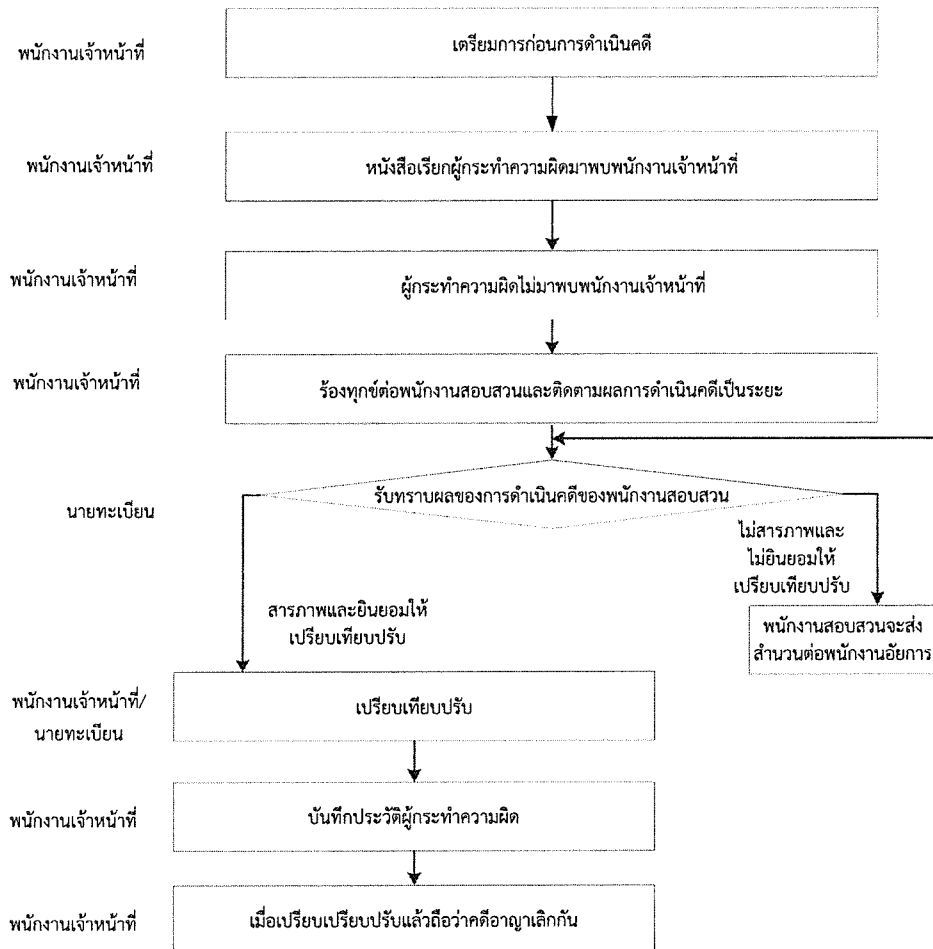 พนักงานเจ้าหน้าที่
เตรียมการก่อนการดำเนินคดี
พนักงานเจ้าหน้าที่
หนังสือเรียกผู้กระทำความผิดมาพบพนักงานเจ้าหน้าที่
พนักงานเจ้าหน้าที่
ผู้กระทำความผิดไม่มาพบพนักงานเจ้าหน้าที่
พนักงานเจ้าหน้าที่
ร้องทุกข์ต่อพนักงานสอบสวนและติดตามผลการดำเนินคดีเป็นระยะ
นายทะเบียน
รับทราบผลของการดำเนินคดีของพนักงานสอบสวน
ไม่สารภาพและ
ไม่ยินยอมให้
เปรียบเทียบปรับ
สารภาพและยินยอมให้
เปรียบเทียบปรับ
พนักงานสอบสวนจะส่ง
สำนวนต่อพนักงานอัยการ
พนักงานเจ้าหน้าที่/
นายทะเบียน
เปรียบเทียบปรับ
พนักงานเจ้าหน้าที่
บันทึกประวัติผู้กระทำความผิด
พนักงานเจ้าหน้าที่
เมื่อเปรียบเปรียบปรับแล้วถือว่าคดีอาญาเลิกกัน